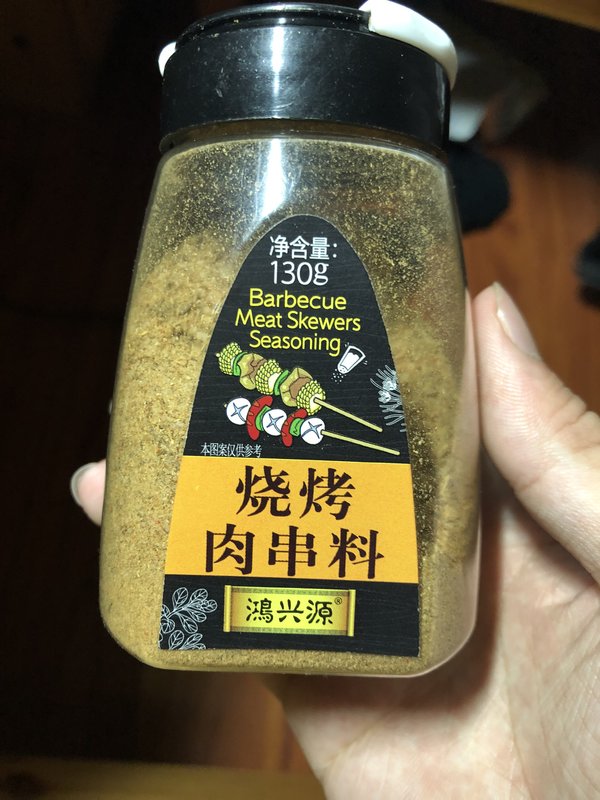 净含量：
130g
Barbecue
Meat Skewers
Seasoning
本图案仅供参考
烧烤
肉串料
鴻兴源®